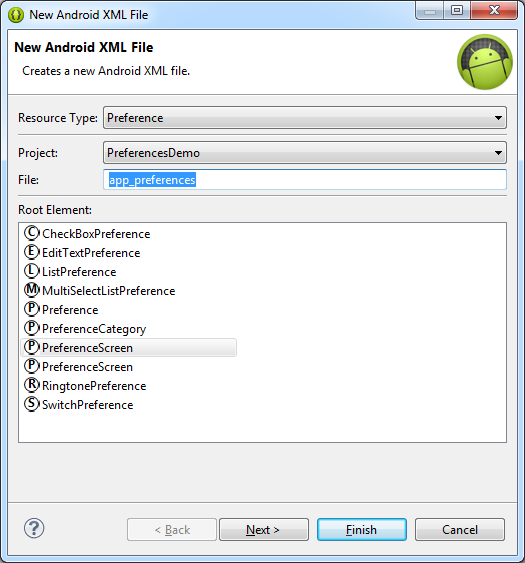 New Android XML File
New Android XML File
Creates a new Android XML file.
Resource Type: Preference
Project: PreferencesDemo
File: app_preferences
Root Element:
C CheckBoxPreference
E EditTextPreference
L ListPreference
M MultiSelectListPreference
P Preference
P PreferenceCategory
P PreferenceScreen
P PreferenceScreen
R RingtonePreference
S SwitchPreference
? < Back Next > Finish Cancel